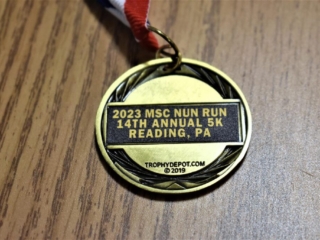 2023 MSC NUN RUN
14TH ANNUAL 5K
READING, PA
TROPHYDEPOT.COM
© 2019